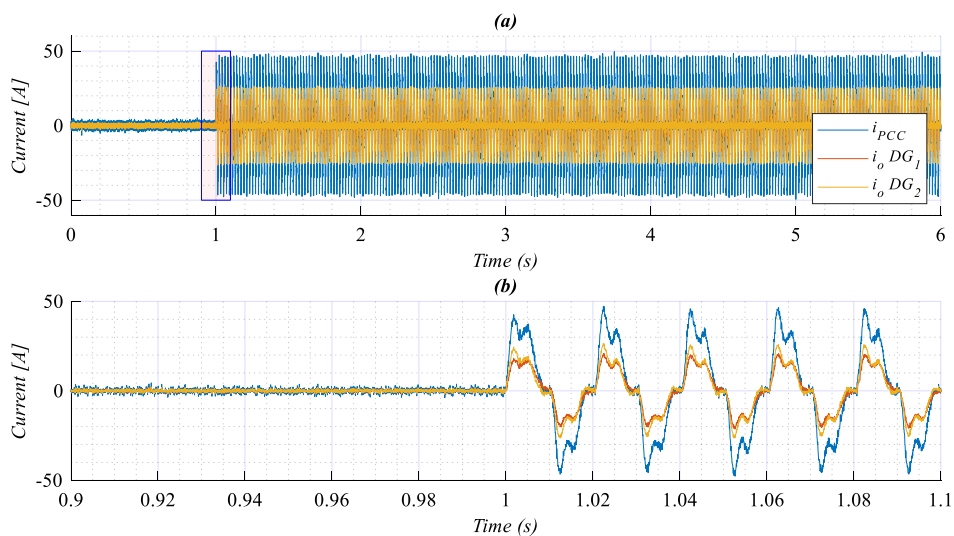 (a)
50
0
-50
Current [A]
i_PCC
i_o DG_1
i_o DG_2
0 1 2 3 4 5 6
Time (s)
(b)
50
0
-50
Current [A]
0.9 0.92 0.94 0.96 0.98 1 1.02 1.04 1.06 1.08 1.1
Time (s)